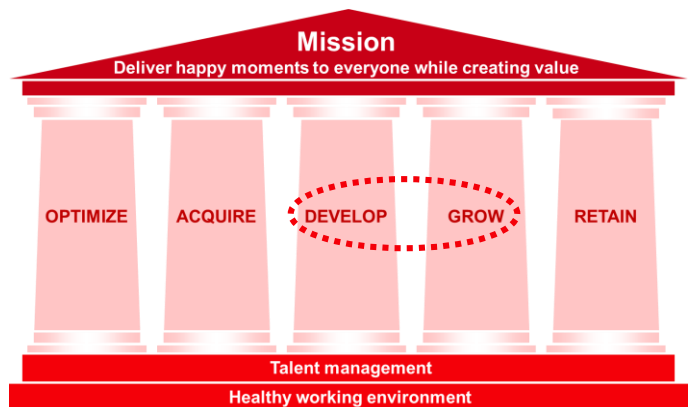 Mission
Deliver happy moments to everyone while creating value
OPTIMIZE ACQUIRE DEVELOP GROW RETAIN
Talent management
Healthy working environment